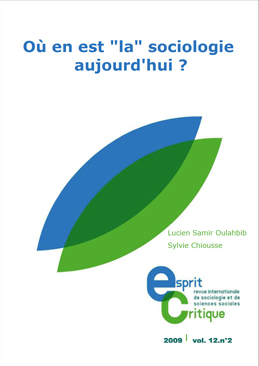 Où en est "la" sociologie
aujourd'hui ?
Lucien Samir Oulahbib
Sylvie Chiousse
esprit
revue internationale
de sociologie et de
sciences sociales
Critique
2009 | vol. 12.n°2